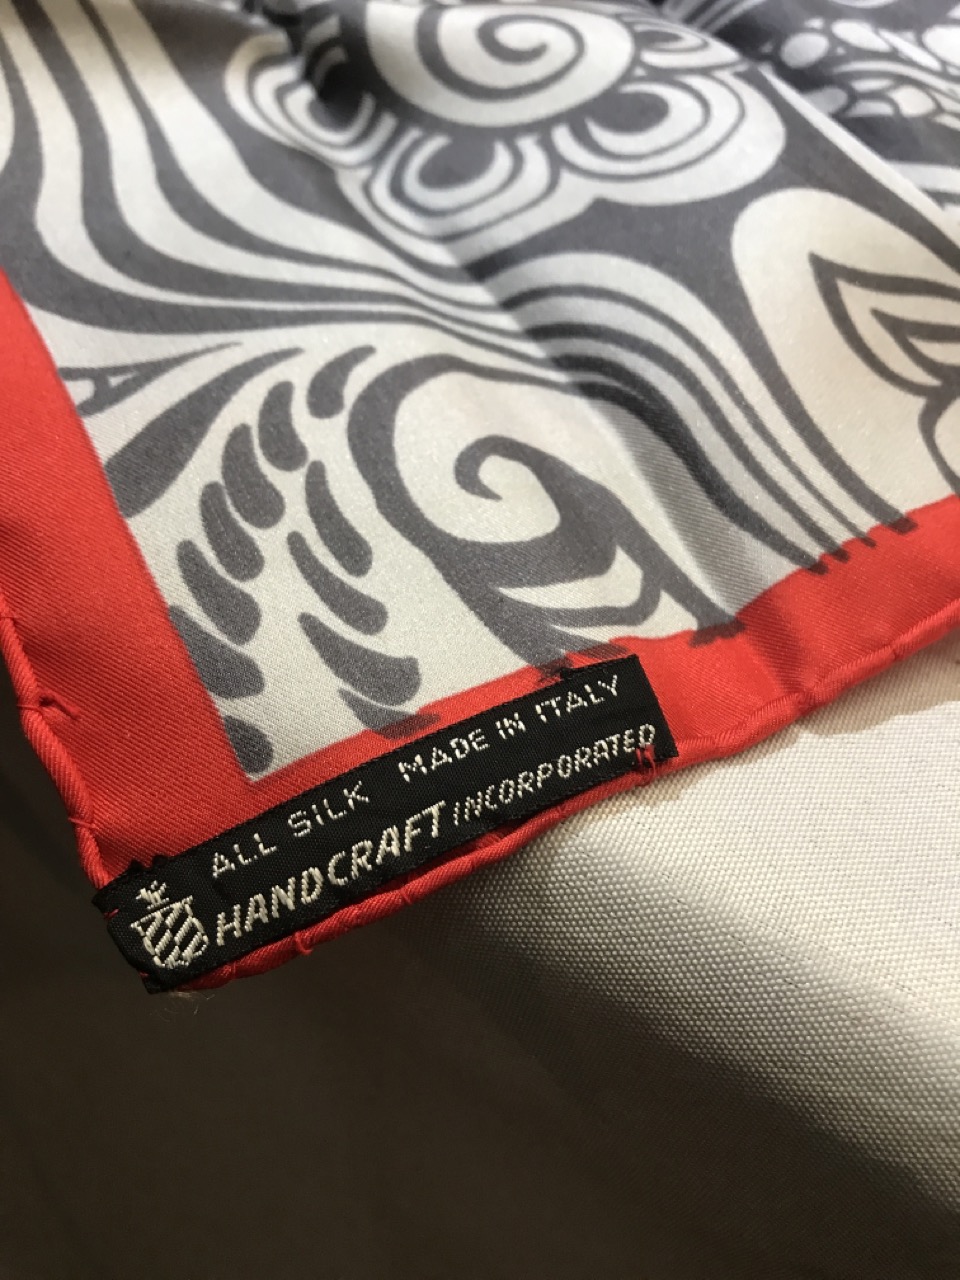 ALL SILK MADE IN ITALY
HANDCRAFT INCORPORATED